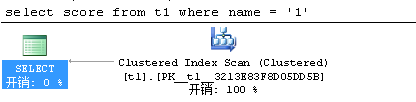 select score from t1 where name = '1'
Clustered Index Scan (Clustered)
[t1].[PK__t1__3213E83F8D05DD5B]
开销: 100 %
SELECT
开销: 0 %